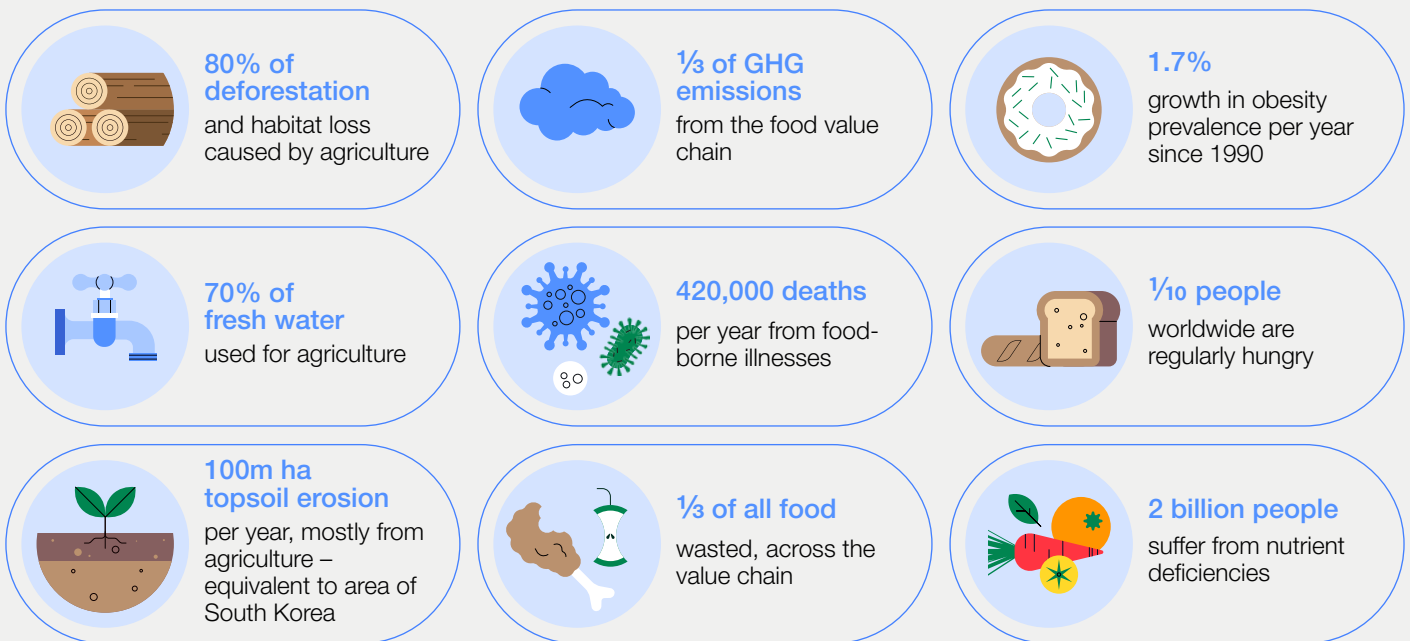 80% of
deforestation
and habitat loss
caused by agriculture
⅓ of GHG
emissions
from the food value
chain
1.7%
growth in obesity
prevalence per year
since 1990
70% of
fresh water
used for agriculture
420,000 deaths
per year from food-
borne illnesses
⅒ people
worldwide are
regularly hungry
100m ha
topsoil erosion
per year, mostly from
agriculture –
equivalent to area of
South Korea
⅓ of all food
wasted, across the
value chain
2 billion people
suffer from nutrient
deficiencies